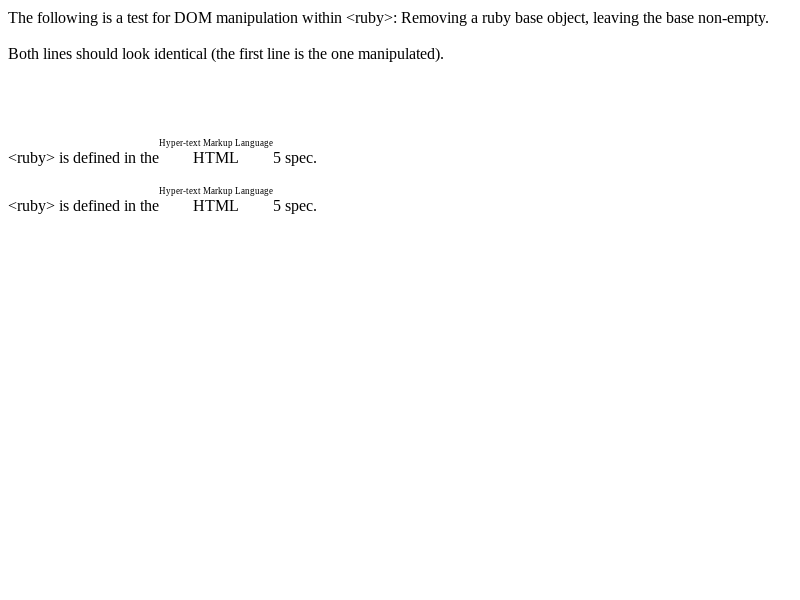 The following is a test for DOM manipulation within <ruby>: Removing a ruby base object, leaving the base non-empty.
Both lines should look identical (the first line is the one manipulated).
Hyper-text Markup Language
<ruby> is defined in the HTML 5 spec.
Hyper-text Markup Language
<ruby> is defined in the HTML 5 spec.